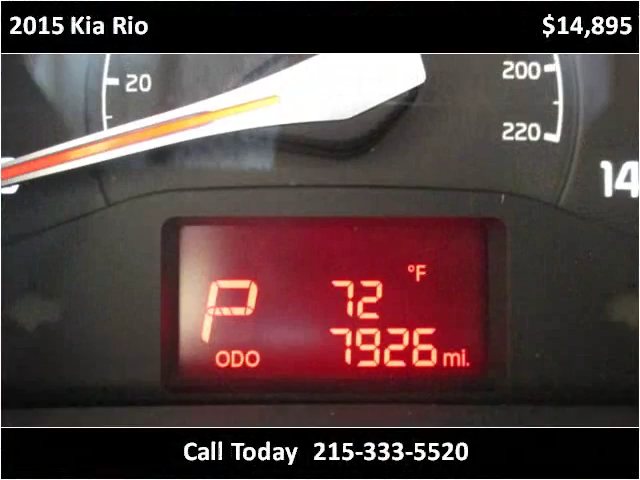 2015 Kia Rio $14,895
20
200
220
14
P 72 °F
ODO 7926 mi.
Call Today 215-333-5520